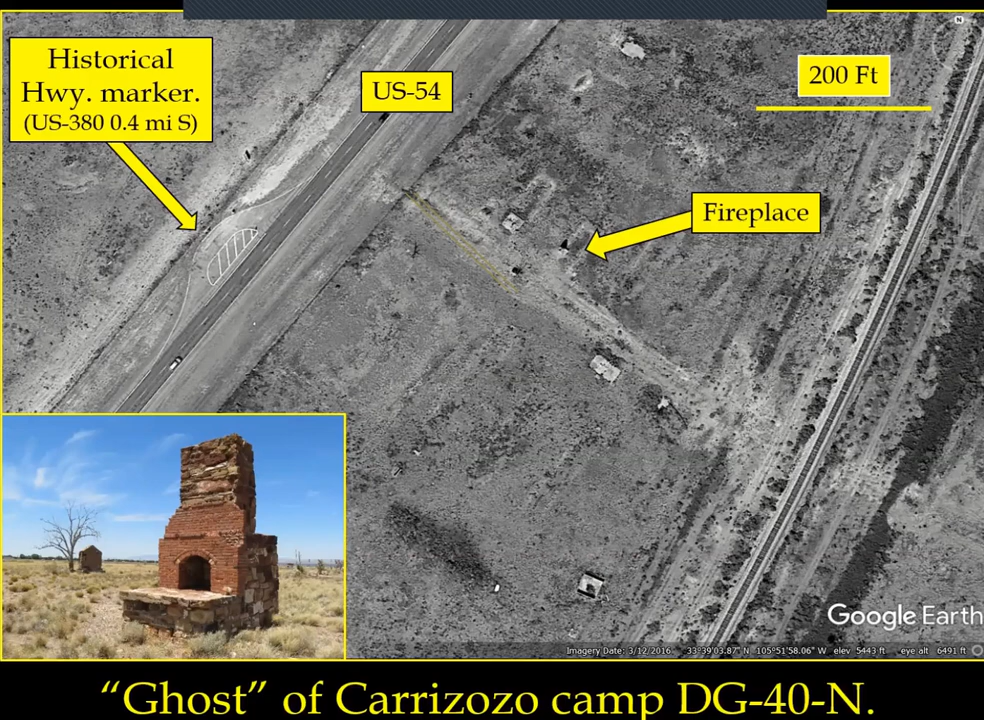 Historical
Hwy. marker.
(US-380 0.4 mi S)
US-54
200 Ft
N
Fireplace
Google Earth
Imagery Date: 3/12/2016 33°39'03.87" N 105°51'58.06" W elev 5443 ft eye alt 6491 ft
“Ghost” of Carrizozo camp DG-40-N.